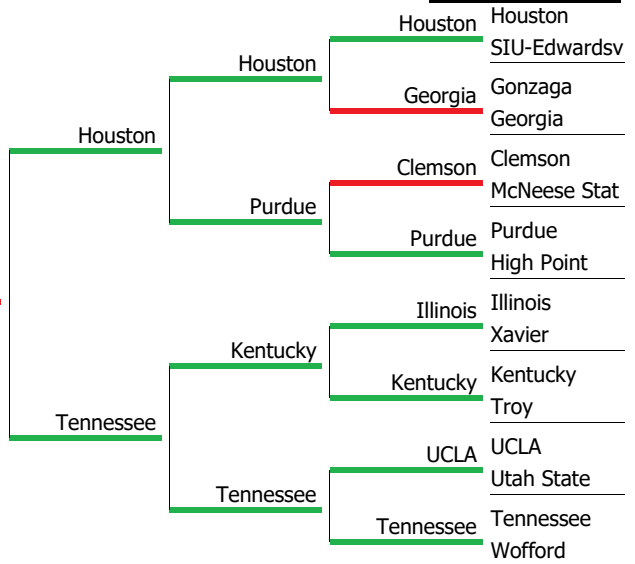 Houston
Houston
SIU-Edwardsv
Houston
Georgia
Gonzaga
Georgia
Houston
Clemson
Clemson
McNeese Stat
Purdue
Purdue
Purdue
High Point
Illinois
Illinois
Xavier
Kentucky
Kentucky
Kentucky
Troy
Tennessee
UCLA
UCLA
Utah State
Tennessee
Tennessee
Tennessee
Wofford